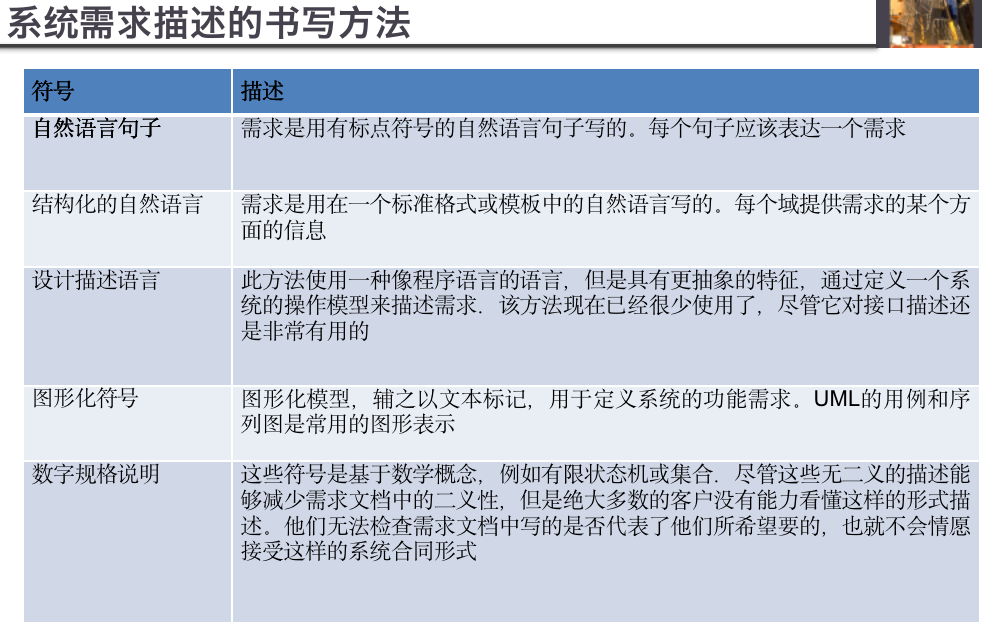 系统需求描述的书写方法
符号
描述
自然语言句子
需求是用有标点符号的自然语言句子写的。每个句子应该表达一个需求
结构化的自然语言
需求是用在一个标准格式或模板中的自然语言写的。每个域提供需求的某个方
面的信息
设计描述语言
此方法使用一种像程序语言的语言，但是具有更抽象的特征，通过定义一个系
统的操作模型来描述需求．该方法现在已经很少使用了，尽管它对接口描述还
是非常有用的
图形化符号
图形化模型，辅之以文本标记，用于定义系统的功能需求。UML的用例和序
列图是常用的图形表示
数字规格说明
这些符号是基于数学概念，例如有限状态机或集合．尽管这些无二义的描述能
够减少需求文档中的二义性，但是绝大多数的客户没有能力看懂这样的形式描
述。他们无法检查需求文档中写的是否代表了他们所希望要的，也就不会情愿
接受这样的系统合同形式